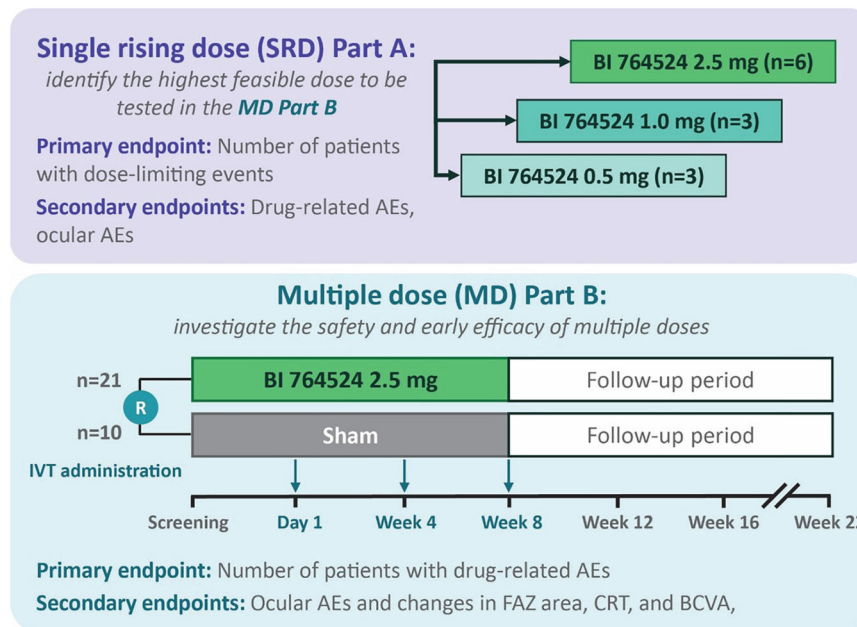 Single rising dose (SRD) Part A:
identify the highest feasible dose to be
tested in the MD Part B
Primary endpoint: Number of patients
with dose-limiting events
Secondary endpoints: Drug-related AEs,
ocular AEs
BI 764524 2.5 mg (n=6)
BI 764524 1.0 mg (n=3)
BI 764524 0.5 mg (n=3)
Multiple dose (MD) Part B:
investigate the safety and early efficacy of multiple doses
n=21
R
n=10
BI 764524 2.5 mg
Follow-up period
Sham
Follow-up period
IVT administration
Screening
Day 1
Week 4
Week 8
Week 12
Week 16
Week
Primary endpoint: Number of patients with drug-related AEs
Secondary endpoints: Ocular AEs and changes in FAZ area, CRT, and BCVA,